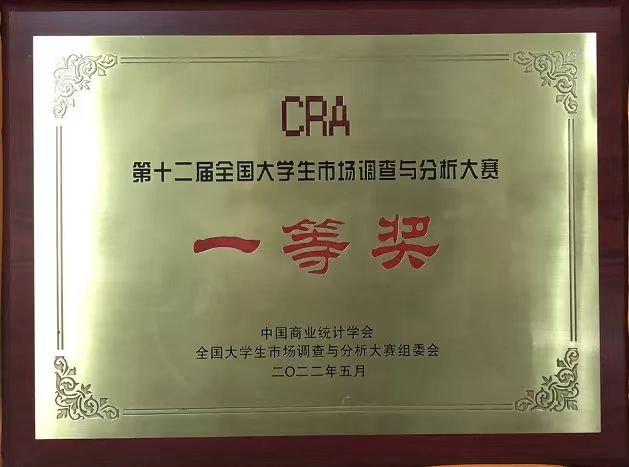 CRA
第十二届全国大学生市场调查与分析大赛
一等奖
中国商业统计学会
全国大学生市场调查与分析大赛组委会
二〇二二年五月